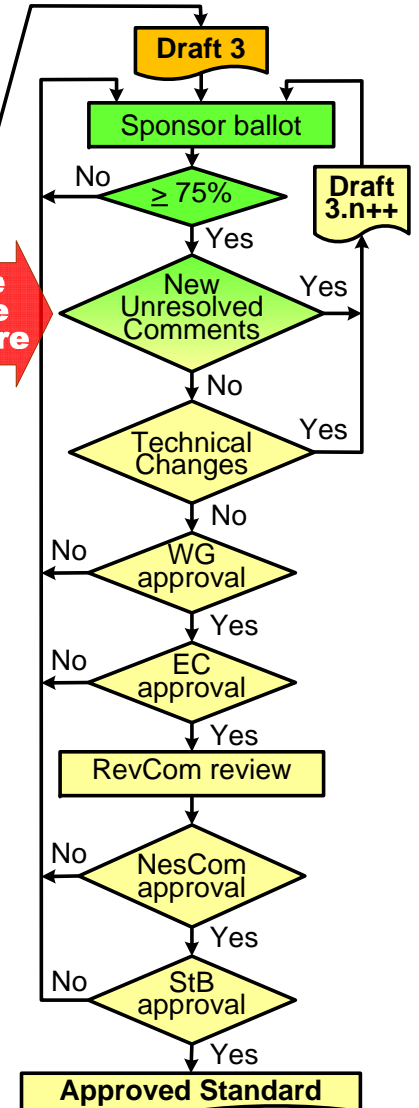 Draft 3
Sponsor ballot
No
≥ 75%
Draft
3.n++
Yes
New
Unresolved
Comments
Yes
No
Technical
Changes
Yes
No
No
WG
approval
Yes
No
EC
approval
Yes
RevCom review
No
NesCom
approval
Yes
No
StB
approval
Yes
Approved Standard